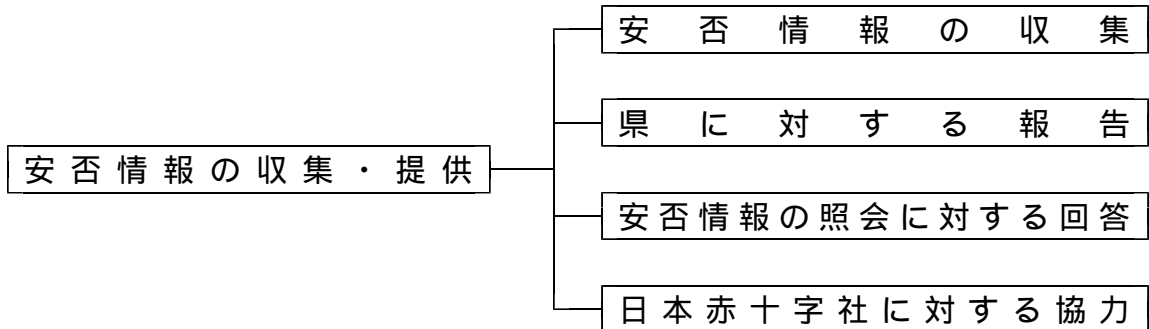 安否情報の収集・提供
安否情報の収集
県に対する報告
安否情報の照会に対する回答
日本赤十字社に対する協力